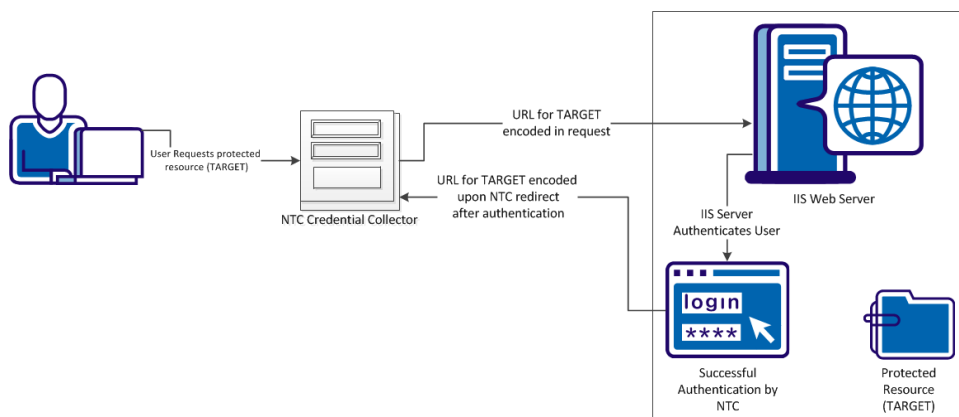 User Requests protected
resource (TARGET)
NTC Credential Collector
URL for TARGET
encoded in request
URL for TARGET encoded
upon NTC redirect
after authentication
IIS Web Server
IIS Server
Authenticates User
login
****
Successful
Authentication by
NTC
Protected
Resource
(TARGET)